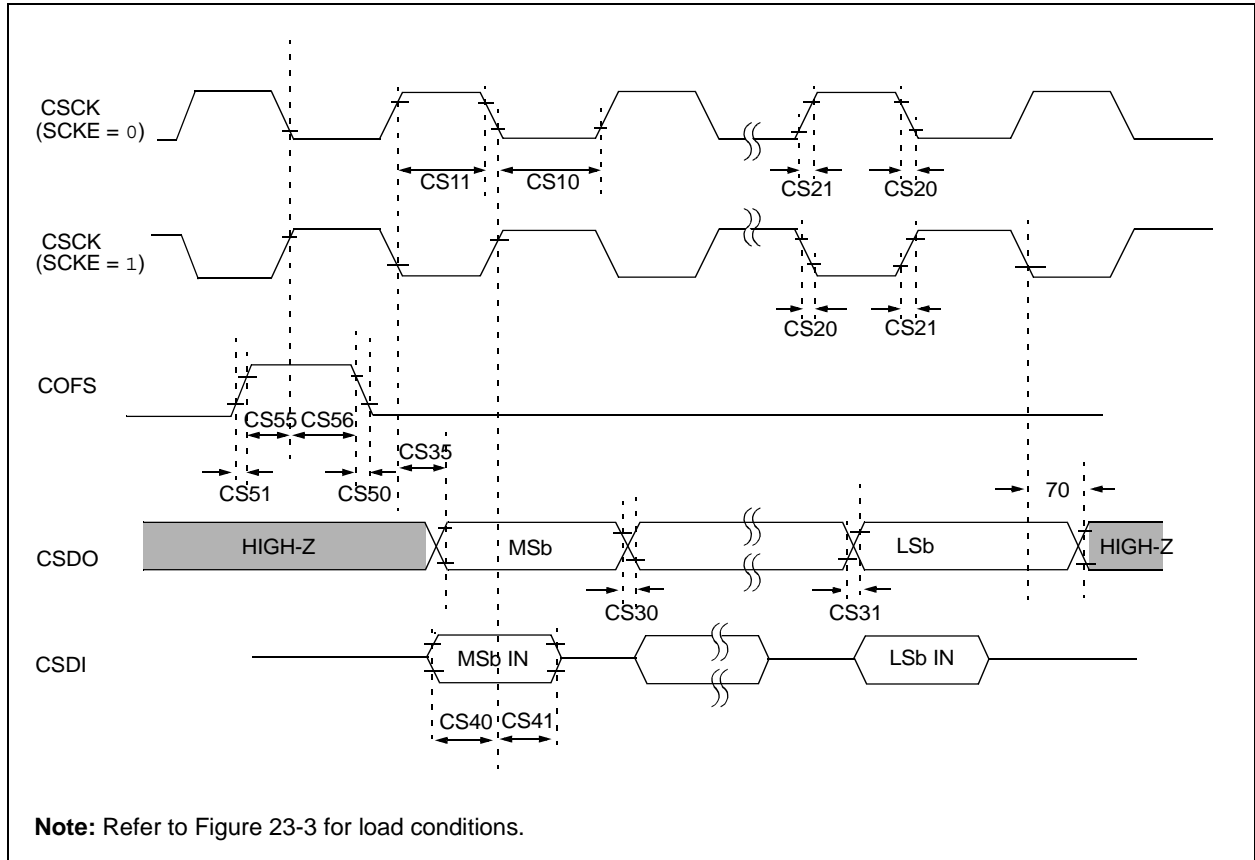 CSCK
(SCKE = 0)
CS11 CS10 CS21 CS20
CSCK
(SCKE = 1)
CS20 CS21
COFS
CS55 CS56
CS35
CS51 CS50 70
CSDO HIGH-Z MSb LSb HIGH-Z
CS30 CS31
CSDI MSb IN LSb IN
CS40 CS41
Note: Refer to Figure 23-3 for load conditions.